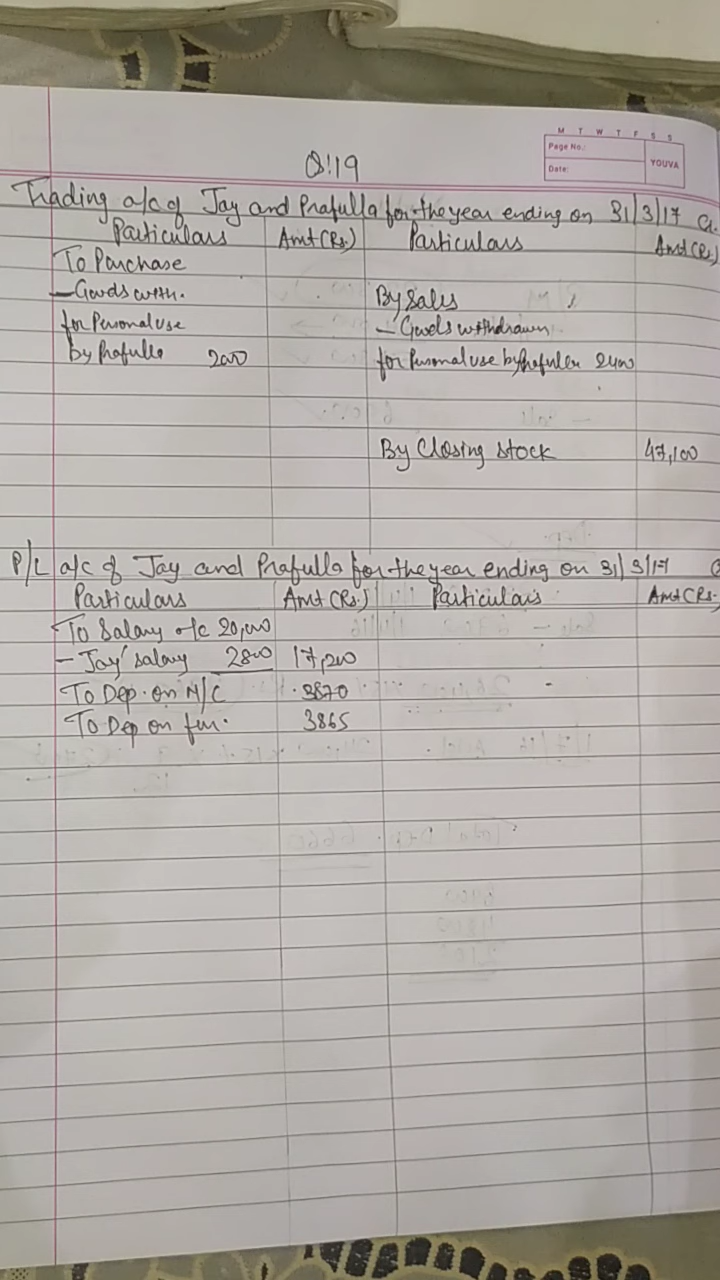 M T W T F S S
Page No.:
Date:
YOUVA
Q:19
Trading a/c of Jay and Prafulla for the year ending on 31/3/17 Cr.
Particulars Amt (Rs.) Particulars Amt (Rs)
To Purchase
– Goods with. By Sales
for Personal use – Goods withdrawn
by Prafulla 2000 for Personal use by Prafulla 2400
By Closing stock 47,100
P/L a/c of Jay and Prafulla for the year ending on 31/3/17
Particulars Amt (Rs.) Particulars Amt (Rs.
To Salary a/c 20,000
– Jay' salary 2800 17,200
To Dep. on M/C 3870
To Dep on fur. 3865